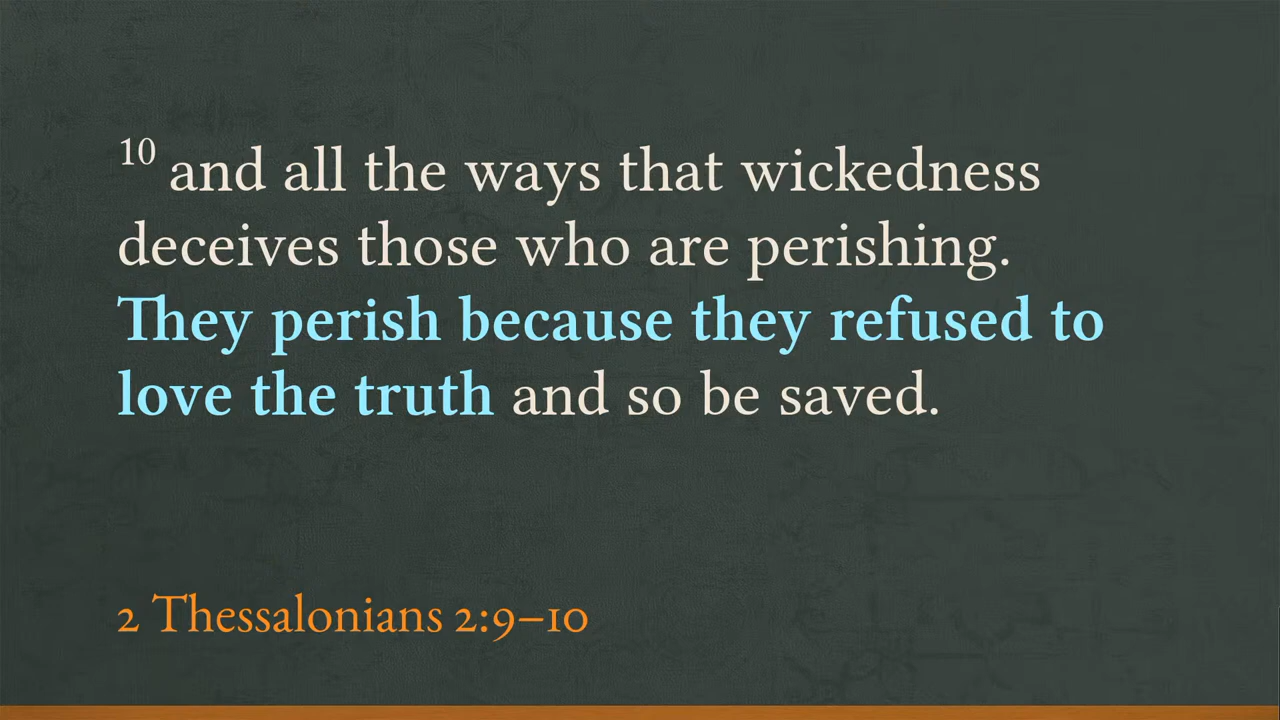 10 and all the ways that wickedness
deceives those who are perishing.
They perish because they refused to
love the truth and so be saved.
2 Thessalonians 2:9–10